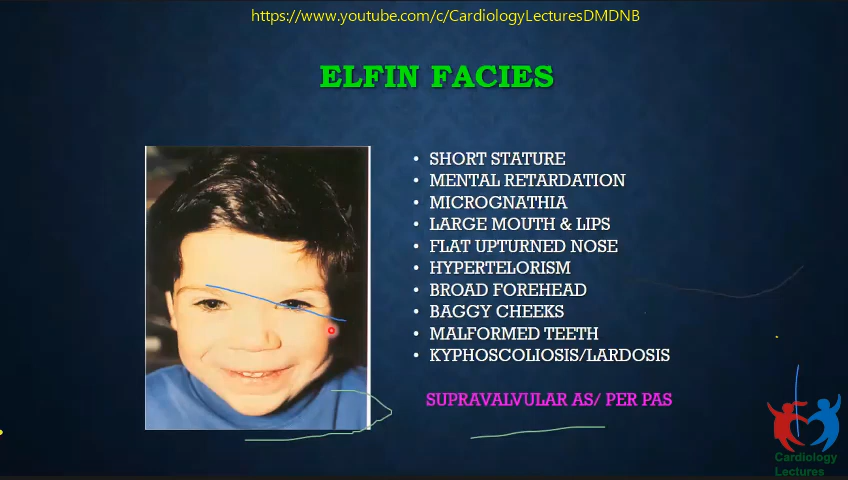 https://www.youtube.com/c/CardiologyLecturesDMDNB
ELFIN FACIES
• SHORT STATURE
• MENTAL RETARDATION
• MICROGNATHIA
• LARGE MOUTH & LIPS
• FLAT UPTURNED NOSE
• HYPERTELORISM
• BROAD FOREHEAD
• BAGGY CHEEKS
• MALFORMED TEETH
• KYPHOSCOLIOSIS/LARDOSIS
SUPRAVALVULAR AS/ PER PAS
Cardiology
Lectures